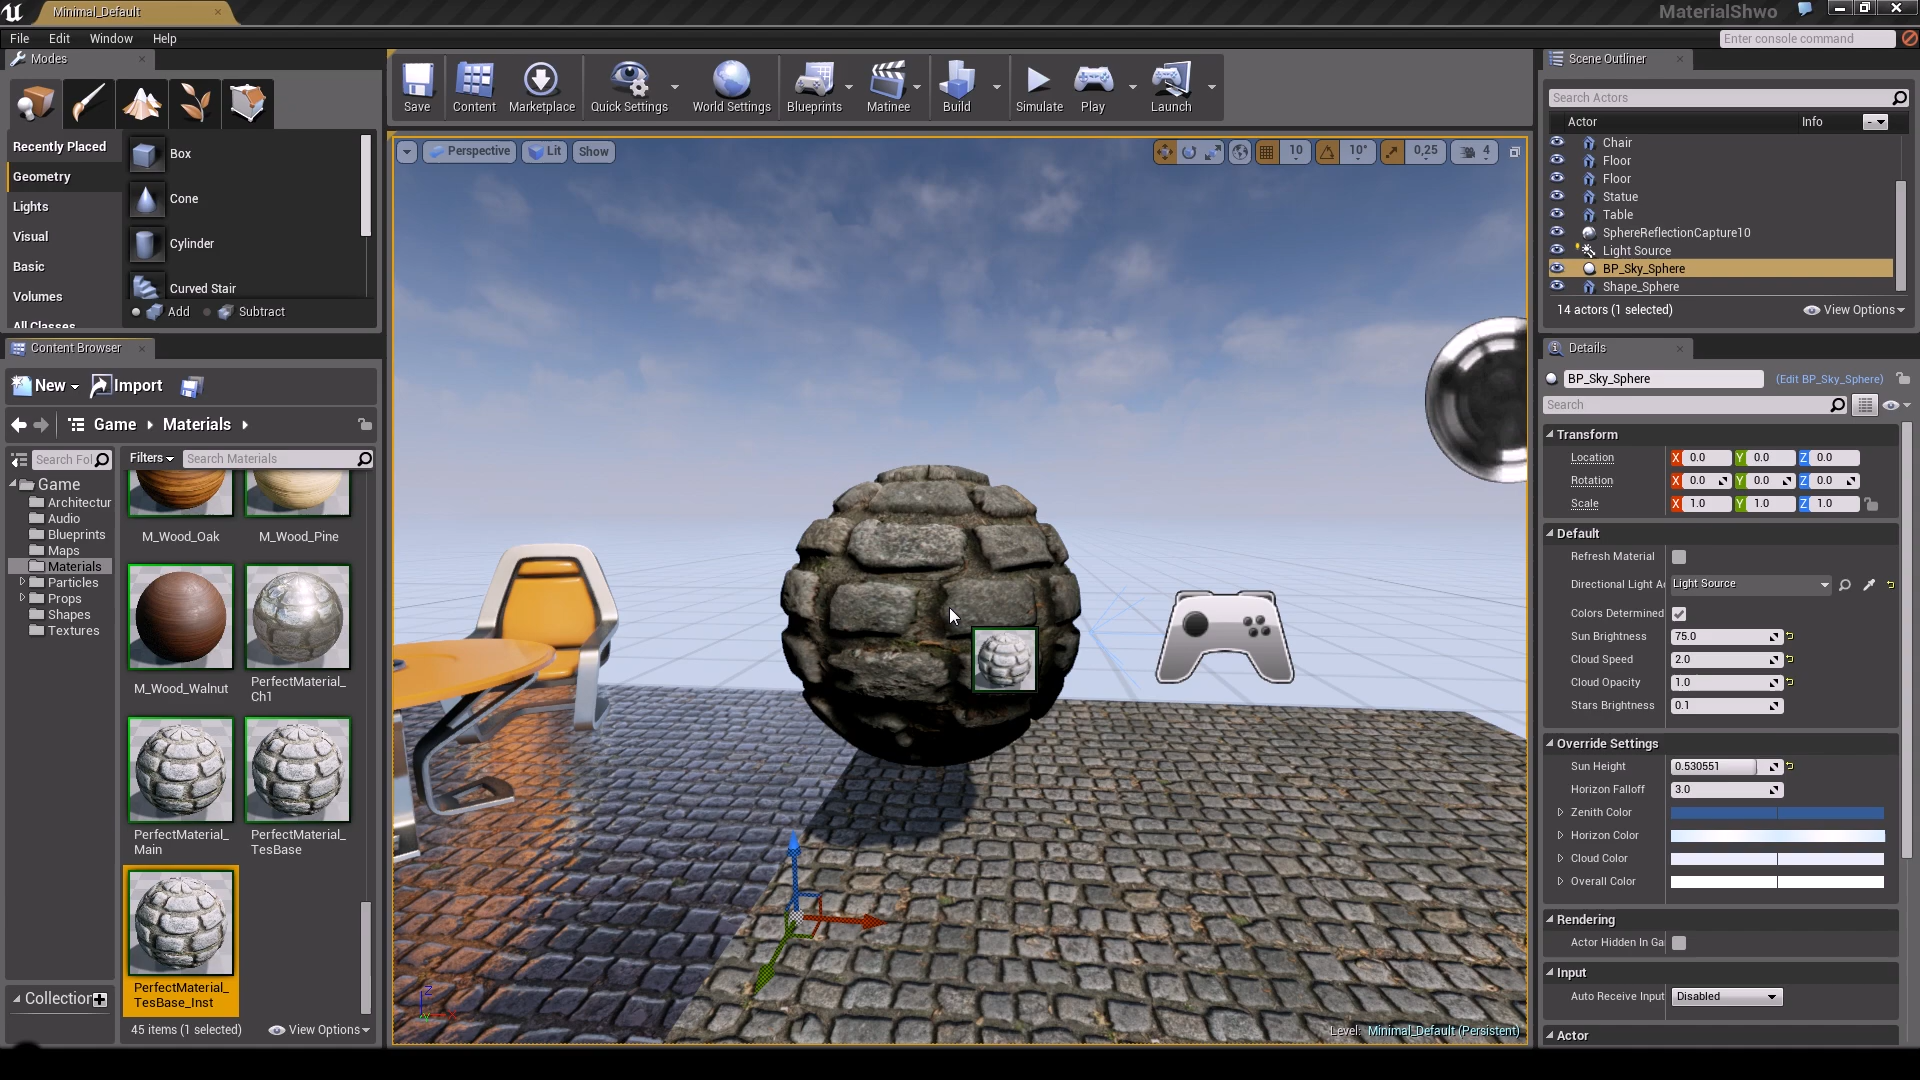 Minimal_Default
MaterialShwo
File Edit Window Help
Enter console command
Modes
Recently Placed
Geometry
Lights
Visual
Basic
Volumes
All Classes
Box
Cone
Cylinder
Curved Stair
Add Subtract
Content Browser
New Import
Game Materials
Search Fol
Filters
Search Materials
Game
Architectur
Audio
Blueprints
Maps
Materials
Particles
Props
Shapes
Textures
Collection
M_Wood_Oak
M_Wood_Pine
M_Wood_Walnut
PerfectMaterial_
Ch1
PerfectMaterial_
Main
PerfectMaterial_
TesBase
PerfectMaterial_
TesBase_Inst
45 items (1 selected)
View Options
Save
Content
Marketplace
Quick Settings
World Settings
Blueprints
Matinee
Build
Simulate
Play
Launch
Perspective
Lit
Show
10
10°
0,25
4
Z
Level: Minimal_Default (Persistent)
Scene Outliner
Search Actors
Actor Info
Chair
Floor
Floor
Statue
Table
SphereReflectionCapture10
Light Source
BP_Sky_Sphere
Shape_Sphere
14 actors (1 selected)
View Options
Details
BP_Sky_Sphere
(Edit BP_Sky_Sphere)
Search
Transform
Location X 0.0 Y 0.0 Z 0.0
Rotation X 0.0 Y 0.0 Z 0.0
Scale X 1.0 Y 1.0 Z 1.0
Default
Refresh Material
Directional Light Ac Light Source
Colors Determined
Sun Brightness 75.0
Cloud Speed 2.0
Cloud Opacity 1.0
Stars Brightness 0.1
Override Settings
Sun Height 0.530551
Horizon Falloff 3.0
Zenith Color
Horizon Color
Cloud Color
Overall Color
Rendering
Actor Hidden In Ga
Input
Auto Receive Input Disabled
Actor